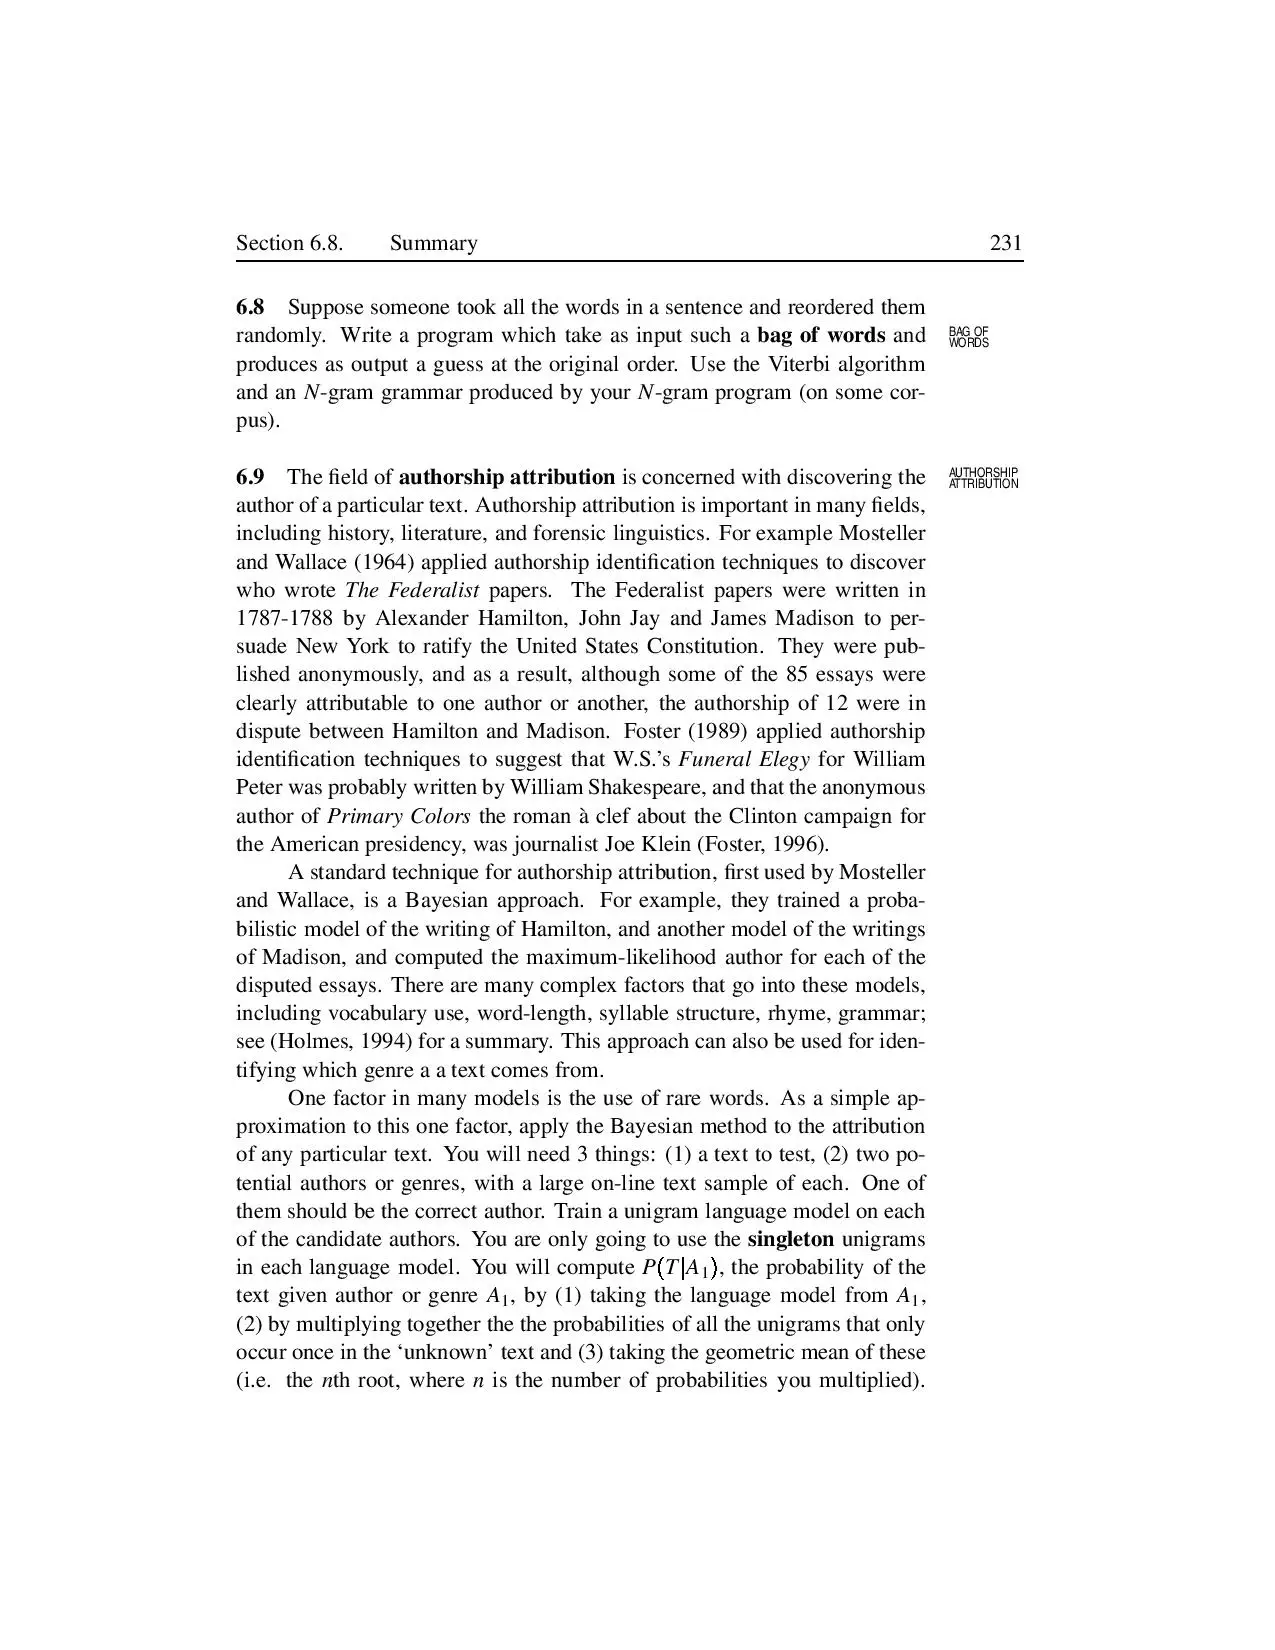 Section 6.8. Summary 231
6.8 Suppose someone took all the words in a sentence and reordered them
randomly. Write a program which take as input such a bag of words and
BAG OF
WORDS
produces as output a guess at the original order. Use the Viterbi algorithm
and an N-gram grammar produced by your N-gram program (on some cor-
pus).
6.9 The field of authorship attribution is concerned with discovering the
AUTHORSHIP
ATTRIBUTION
author of a particular text. Authorship attribution is important in many fields,
including history, literature, and forensic linguistics. For example Mosteller
and Wallace (1964) applied authorship identification techniques to discover
who wrote The Federalist papers. The Federalist papers were written in
1787-1788 by Alexander Hamilton, John Jay and James Madison to per-
suade New York to ratify the United States Constitution. They were pub-
lished anonymously, and as a result, although some of the 85 essays were
clearly attributable to one author or another, the authorship of 12 were in
dispute between Hamilton and Madison. Foster (1989) applied authorship
identification techniques to suggest that W.S.'s Funeral Elegy for William
Peter was probably written by William Shakespeare, and that the anonymous
author of Primary Colors the roman à clef about the Clinton campaign for
the American presidency, was journalist Joe Klein (Foster, 1996).
A standard technique for authorship attribution, first used by Mosteller
and Wallace, is a Bayesian approach. For example, they trained a proba-
bilistic model of the writing of Hamilton, and another model of the writings
of Madison, and computed the maximum-likelihood author for each of the
disputed essays. There are many complex factors that go into these models,
including vocabulary use, word-length, syllable structure, rhyme, grammar;
see (Holmes, 1994) for a summary. This approach can also be used for iden-
tifying which genre a a text comes from.
One factor in many models is the use of rare words. As a simple ap-
proximation to this one factor, apply the Bayesian method to the attribution
of any particular text. You will need 3 things: (1) a text to test, (2) two po-
tential authors or genres, with a large on-line text sample of each. One of
them should be the correct author. Train a unigram language model on each
of the candidate authors. You are only going to use the singleton unigrams
in each language model. You will compute P(T|A₁), the probability of the
text given author or genre A₁, by (1) taking the language model from A₁,
(2) by multiplying together the the probabilities of all the unigrams that only
occur once in the ‘unknown’ text and (3) taking the geometric mean of these
(i.e. the nth root, where n is the number of probabilities you multiplied).